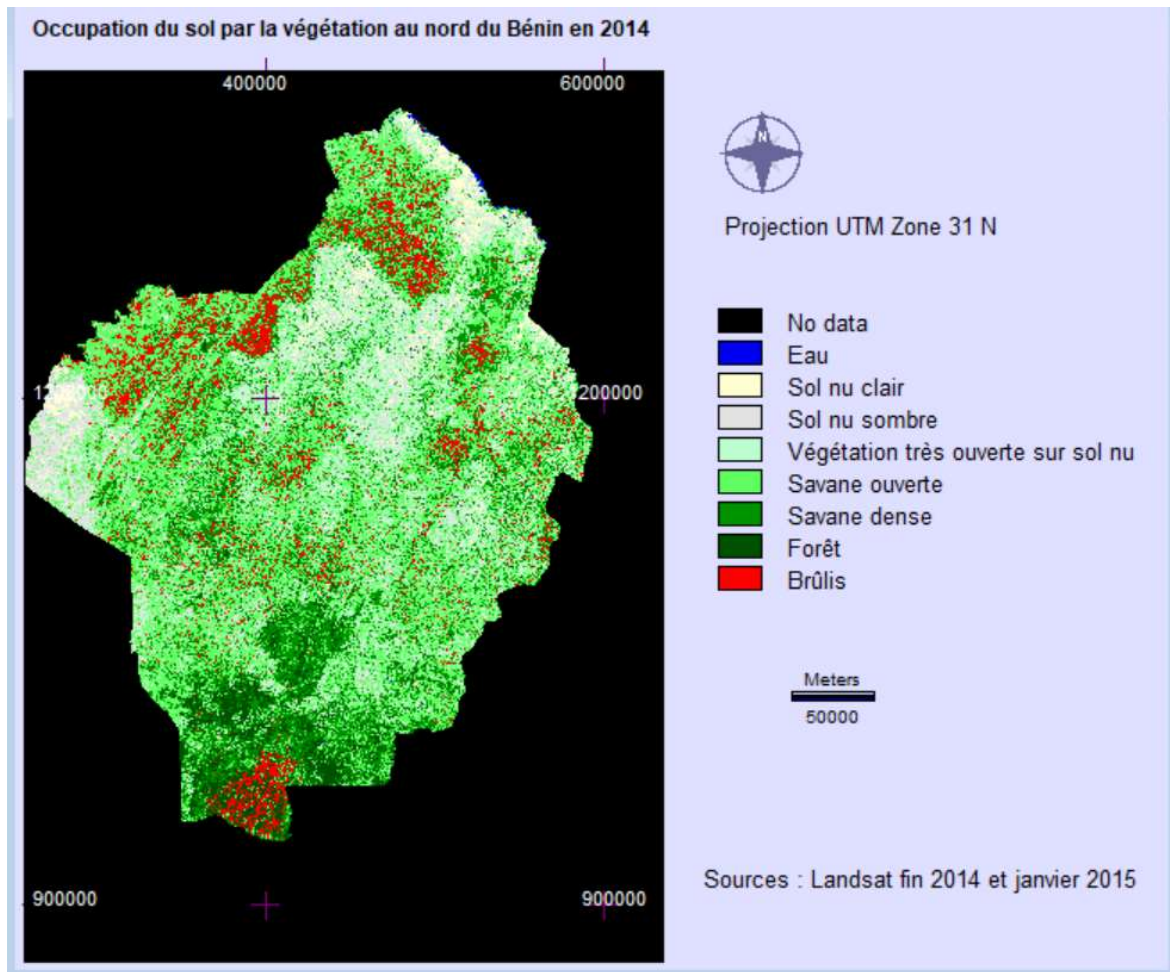 Occupation du sol par la végétation au nord du Bénin en 2014
400000
600000
N
Projection UTM Zone 31 N
No data
Eau
Sol nu clair
Sol nu sombre
Végétation très ouverte sur sol nu
Savane ouverte
Savane dense
Forêt
Brûlis
200000
Meters
50000
Sources : Landsat fin 2014 et janvier 2015
900000
900000